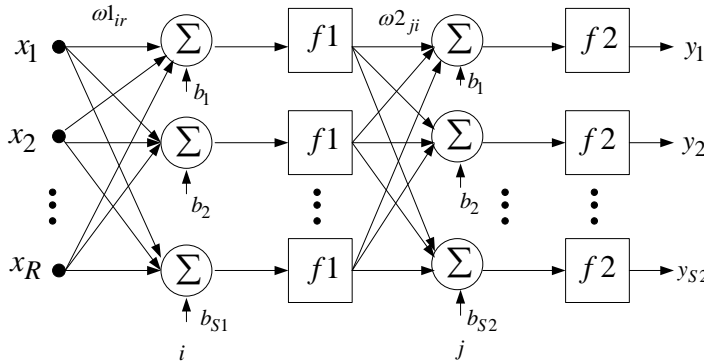 ω1ir ω2ji
x1 Σ f1 Σ f2 y1
b1 b1
x2 Σ f1 Σ f2 y2
b2 b2
xR Σ f1 Σ f2 yS2
bS1 bS2
i j